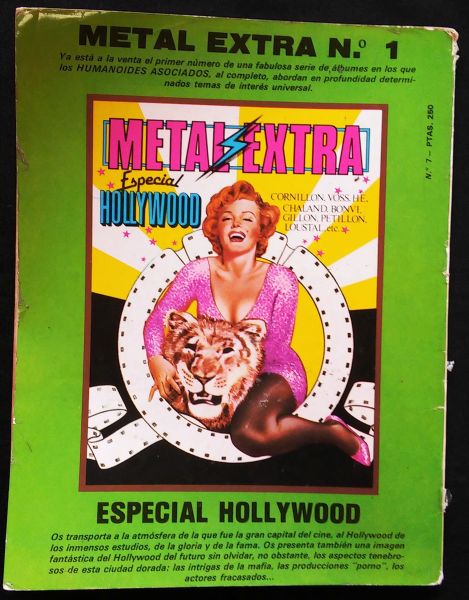 METAL EXTRA N.º 1
Ya está a la venta el primer número de una fabulosa serie de álbumes en los que
los HUMANOIDES ASOCIADOS, al completo, abordan en profundidad determi-
nados temas de interés universal.
N.º 7 – PTAS. 250
METAL EXTRA
Especial
HOLLYWOOD
CORNILLON, VOSS, HE,
CHALAND, BONVI,
GILLON, PETILLON,
LOUSTAL, etc.
ESPECIAL HOLLYWOOD
Os transporta a la atmósfera de la que fue la gran capital del cine, al Hollywood de
los inmensos estudios, de la gloria y de la fama. Os presenta también una imagen
fantástica del Hollywood del futuro sin olvidar, no obstante, los aspectos tenebro-
sos de esta ciudad dorada: las intrigas de la mafia, las producciones "porno", los
actores fracasados...